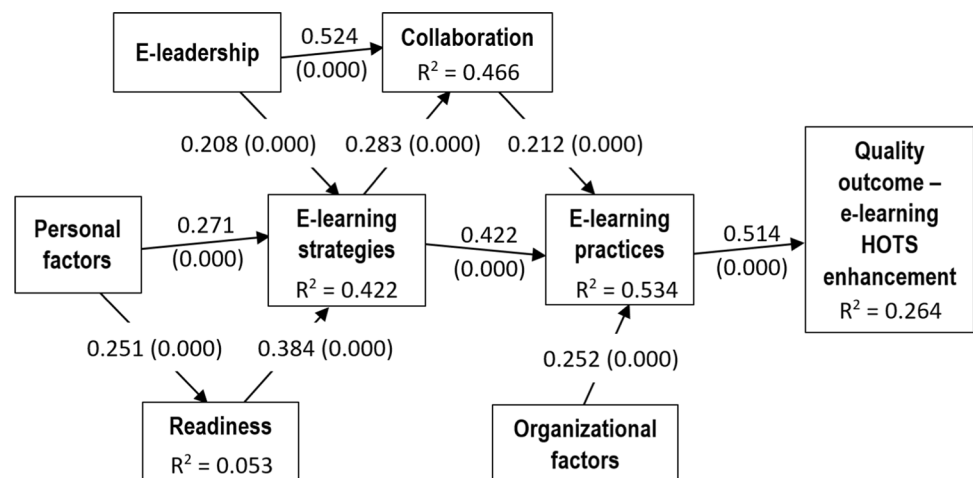 E-leadership
0.524
(0.000)
Collaboration
R² = 0.466
0.208 (0.000)
0.283 (0.000)
0.212 (0.000)
Personal
factors
0.271
(0.000)
E-learning
strategies
R² = 0.422
0.422
(0.000)
E-learning
practices
R² = 0.534
0.514
(0.000)
Quality
outcome –
e-learning
HOTS
enhancement
R² = 0.264
0.251 (0.000)
0.384 (0.000)
0.252 (0.000)
Readiness
R² = 0.053
Organizational
factors